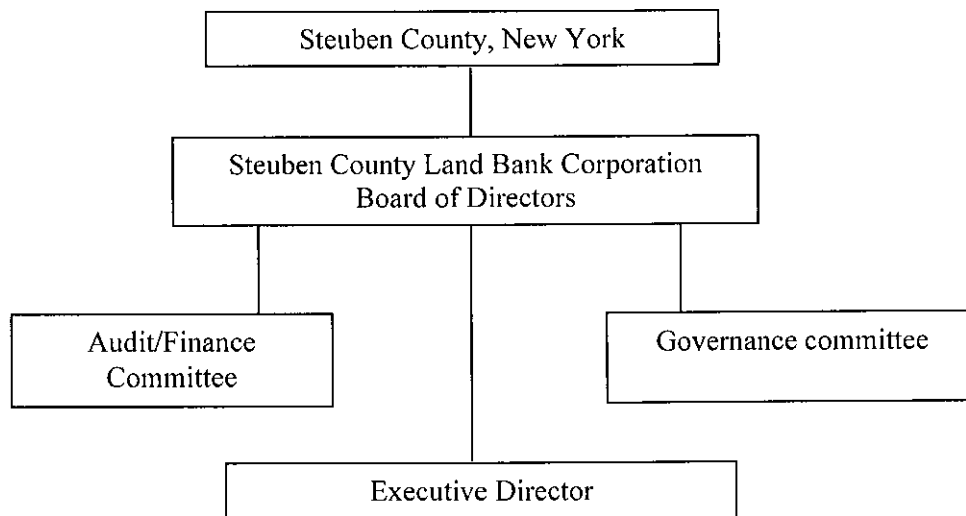 Steuben County, New York
Steuben County Land Bank Corporation
Board of Directors
Audit/Finance
Committee
Governance committee
Executive Director